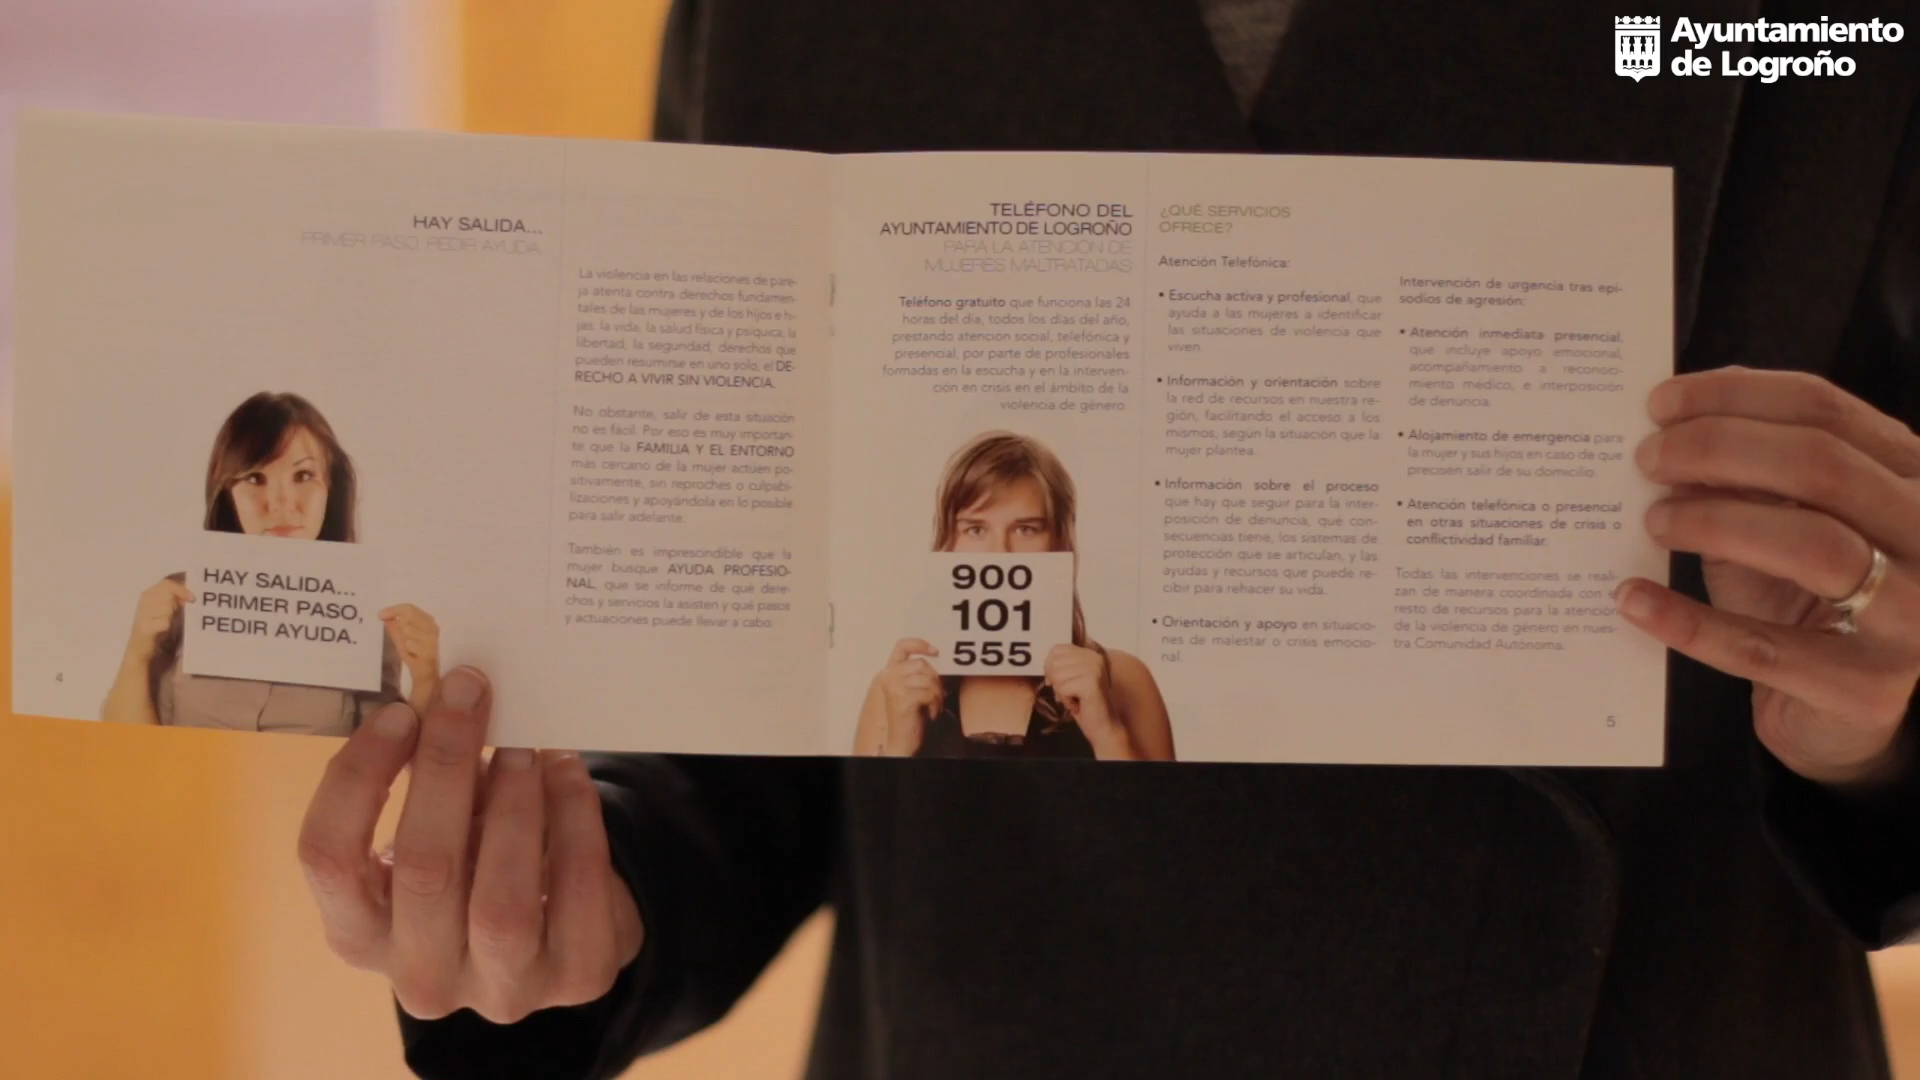 Ayuntamiento
de Logroño
HAY SALIDA...
PRIMER PASO, PEDIR AYUDA.
La violencia en las relaciones de pare-
ja atenta contra derechos fundamen-
tales de las mujeres y de los hijos e hi-
jas: la vida, la salud física y psíquica, la
libertad, la seguridad, derechos que
pueden resumirse en uno solo, el DE-
RECHO A VIVIR SIN VIOLENCIA.
No obstante, salir de esta situación
no es fácil. Por eso es muy importan-
te que la FAMILIA Y EL ENTORNO
más cercano de la mujer actúen po-
sitivamente, sin reproches o culpabi-
lizaciones y apoyándola en lo posible
para salir adelante.
También es imprescindible que la
mujer busque AYUDA PROFESIO-
NAL, que se informe de qué dere-
chos y servicios la asisten y qué pasos
y actuaciones puede llevar a cabo.
HAY SALIDA...
PRIMER PASO,
PEDIR AYUDA.
4
TELÉFONO DEL
AYUNTAMIENTO DE LOGROÑO
PARA LA ATENCIÓN DE
MUJERES MALTRATADAS
Teléfono gratuito que funciona las 24
horas del día, todos los días del año,
prestando atención social, telefónica y
presencial, por parte de profesionales
formadas en la escucha y en la interven-
ción en crisis en el ámbito de la
violencia de género.
900
101
555
¿QUÉ SERVICIOS
OFRECE?
Atención Telefónica:
• Escucha activa y profesional, que
ayuda a las mujeres a identificar
las situaciones de violencia que
viven.
• Información y orientación sobre
la red de recursos en nuestra re-
gión, facilitando el acceso a los
mismos, según la situación que la
mujer plantea.
• Información sobre el proceso
que hay que seguir para la inter-
posición de denuncia, qué con-
secuencias tiene, los sistemas de
protección que se articulan, y las
ayudas y recursos que puede re-
cibir para rehacer su vida.
• Orientación y apoyo en situacio-
nes de malestar o crisis emocio-
nal.
Intervención de urgencia tras epi-
sodios de agresión:
• Atención inmediata presencial,
que incluye apoyo emocional,
acompañamiento a reconoci-
miento médico, e interposición
de denuncia.
• Alojamiento de emergencia para
la mujer y sus hijos en caso de que
precisen salir de su domicilio.
• Atención telefónica o presencial
en otras situaciones de crisis o
conflictividad familiar.
Todas las intervenciones se reali-
zan de manera coordinada con el
resto de recursos para la atención
de la violencia de género en nues-
tra Comunidad Autónoma.
5